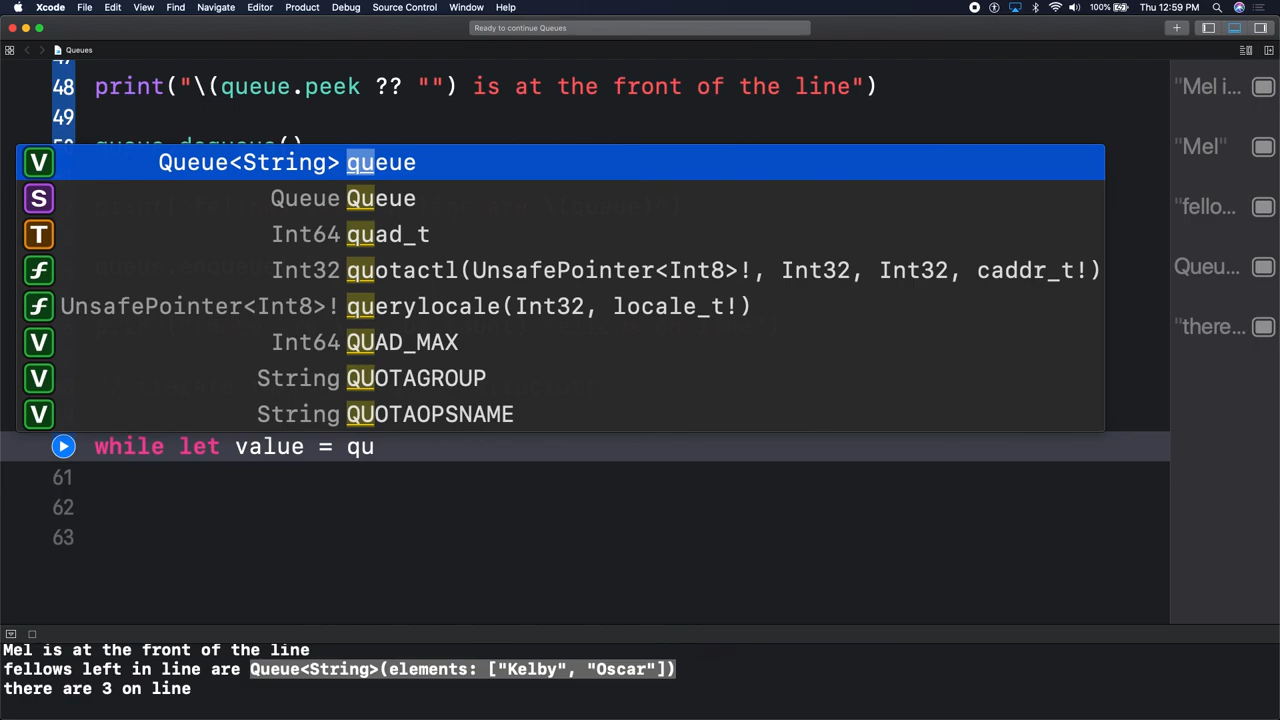 Xcode File Edit View Find Navigate Editor Product Debug Source Control Window Help 100% Thu 12:59 PM
Ready to continue Queues
Queues
47
48 print("\(queue.peek ?? "") is at the front of the line") "Mel i...
49
50 queue.dequeue() "Mel"
V Queue<String> queue
S Queue Queue "fello...
T Int64 quad_t
f Int32 quotactl(UnsafePointer<Int8>!, Int32, Int32, caddr_t!) Queu...
f UnsafePointer<Int8>! querylocale(Int32, locale_t!) "there...
V Int64 QUAD_MAX
V String QUOTAGROUP
V String QUOTAOPSNAME
while let value = qu
61
62
63
Mel is at the front of the line
fellows left in line are Queue<String>(elements: ["Kelby", "Oscar"])
there are 3 on line